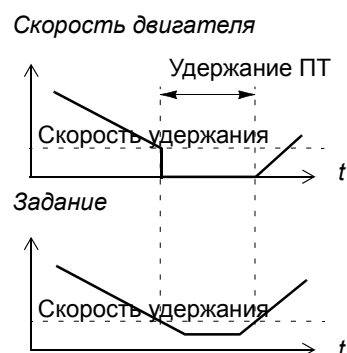 Скорость двигателя
Удержание ПТ
Скорость удержания
t
Задание
Скорость удержания
t